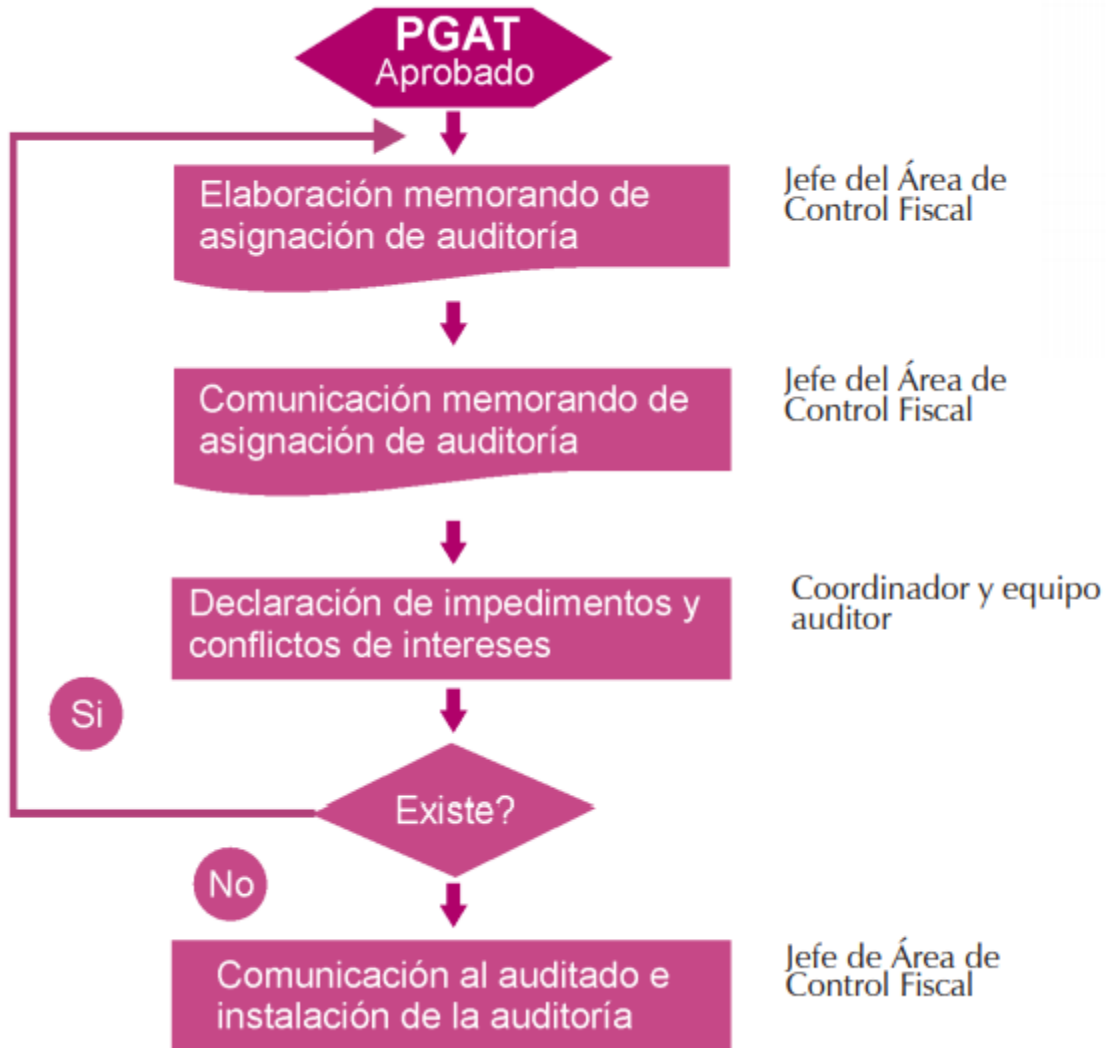 PGAT
Aprobado
Elaboración memorando de
asignación de auditoría
Jefe del Área de
Control Fiscal
Comunicación memorando de
asignación de auditoría
Jefe del Área de
Control Fiscal
Declaración de impedimentos y
conflictos de intereses
Coordinador y equipo
auditor
Si
Existe?
No
Comunicación al auditado e
instalación de la auditoría
Jefe de Área de
Control Fiscal